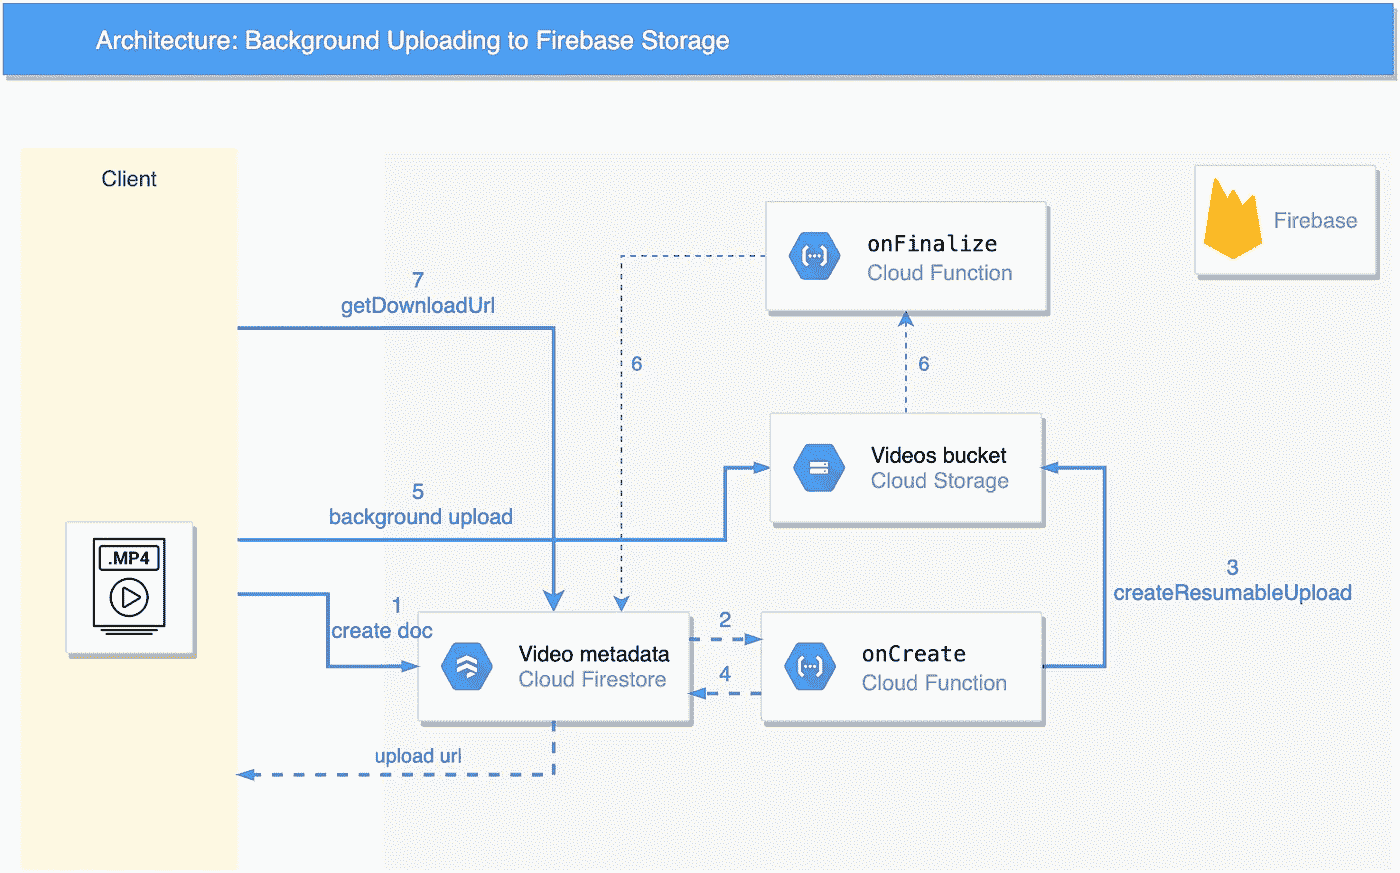 Architecture: Background Uploading to Firebase Storage
Client
Firebase
onFinalize
Cloud Function
7
getDownloadUrl
6
6
Videos bucket
Cloud Storage
5
background upload
.MP4
3
createResumableUpload
1
create doc
Video metadata
Cloud Firestore
2
4
onCreate
Cloud Function
upload url